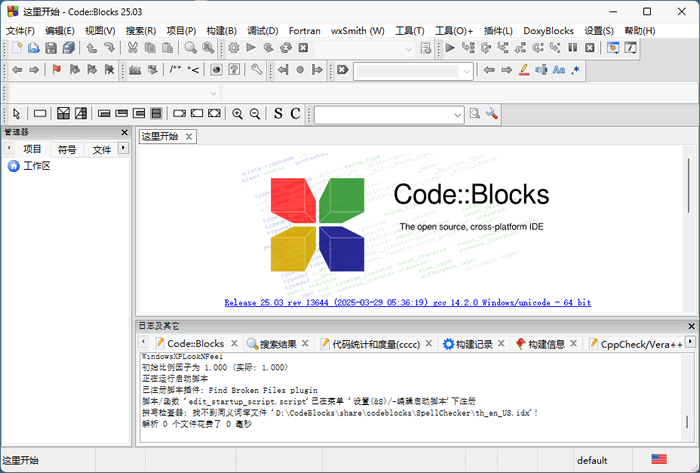 这里开始 - Code::Blocks 25.03
文件(F) 编辑(E) 视图(V) 搜索(R) 项目(P) 构建(B) 调试(D) Fortran wxSmith (W) 工具(T) 工具(O)+ 插件(L) DoxyBlocks 设置(S) 帮助(H)
/** *<
Aa .*
S C
管理器
这里开始
项目 符号 文件
工作区
Code::Blocks
The open source, cross-platform IDE
Release 25.03 rev 13644 (2025-03-29 05:36:19) gcc 14.2.0 Windows/unicode - 64 bit
日志及其它
Code::Blocks 搜索结果 代码统计和度量(cccc) 构建记录 构建信息 CppCheck/Vera++
WindowsXPLookNFeel
初始比例因子为 1.000 (实际: 1.000)
正在运行启动脚本
已注册脚本插件: Find Broken Files plugin
脚本/函数 'edit_startup_script.script' 已在菜单 '设置(&S)/-编辑启动脚本' 下注册
拼写检查器: 找不到同义词库文件 'D:\CodeBlocks\share\codeblocks\SpellChecker\th_en_US.idx'!
解析 0 个文件花费了 0 毫秒
这里开始 default